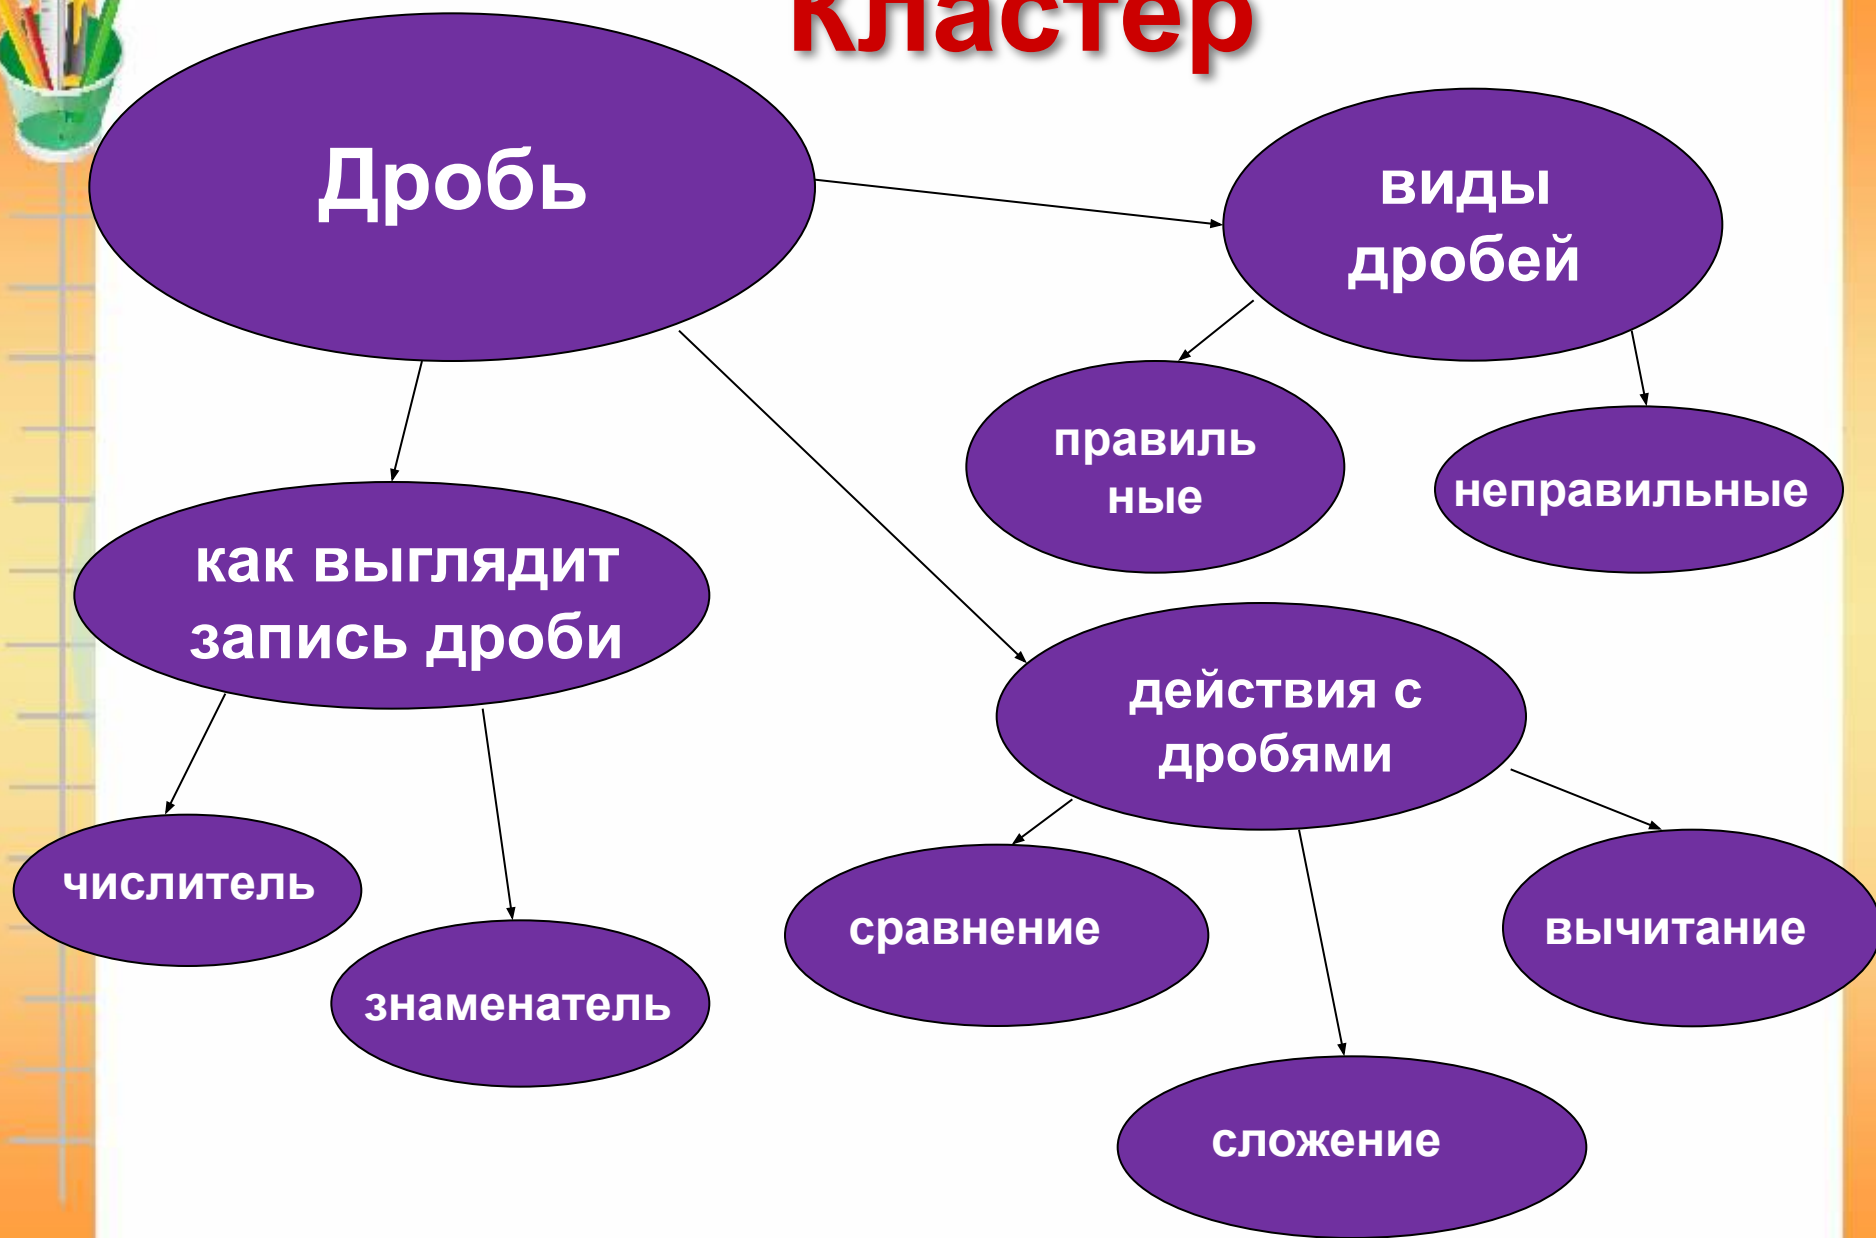 Кластер
Дробь
виды
дробей
правиль
ные
неправильные
как выглядит
запись дроби
действия с
дробями
числитель
знаменатель
сравнение
вычитание
сложение